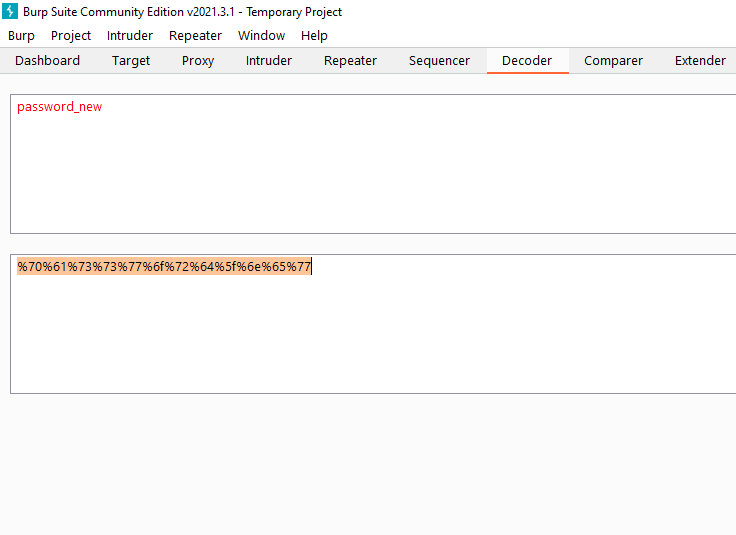 Burp Suite Community Edition v2021.3.1 - Temporary Project
Burp Project Intruder Repeater Window Help
Dashboard Target Proxy Intruder Repeater Sequencer Decoder Comparer Extender
password_new
%70%61%73%73%77%6f%72%64%5f%6e%65%77